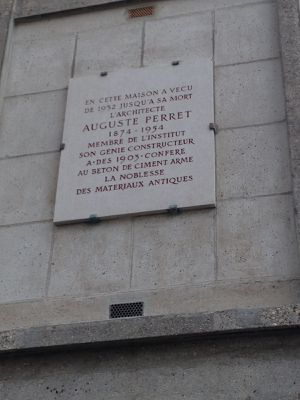 EN CETTE MAISON A VECU
DE 1932 JUSQU'A SA MORT
L'ARCHITECTE
AUGUSTE PERRET
1874-1954
MEMBRE DE L'INSTITUT
SON GENIE CONSTRUCTEUR
A·DES 1903·CONFERE
AU BETON DE CIMENT ARME
LA NOBLESSE
DES MATERIAUX ANTIQUES